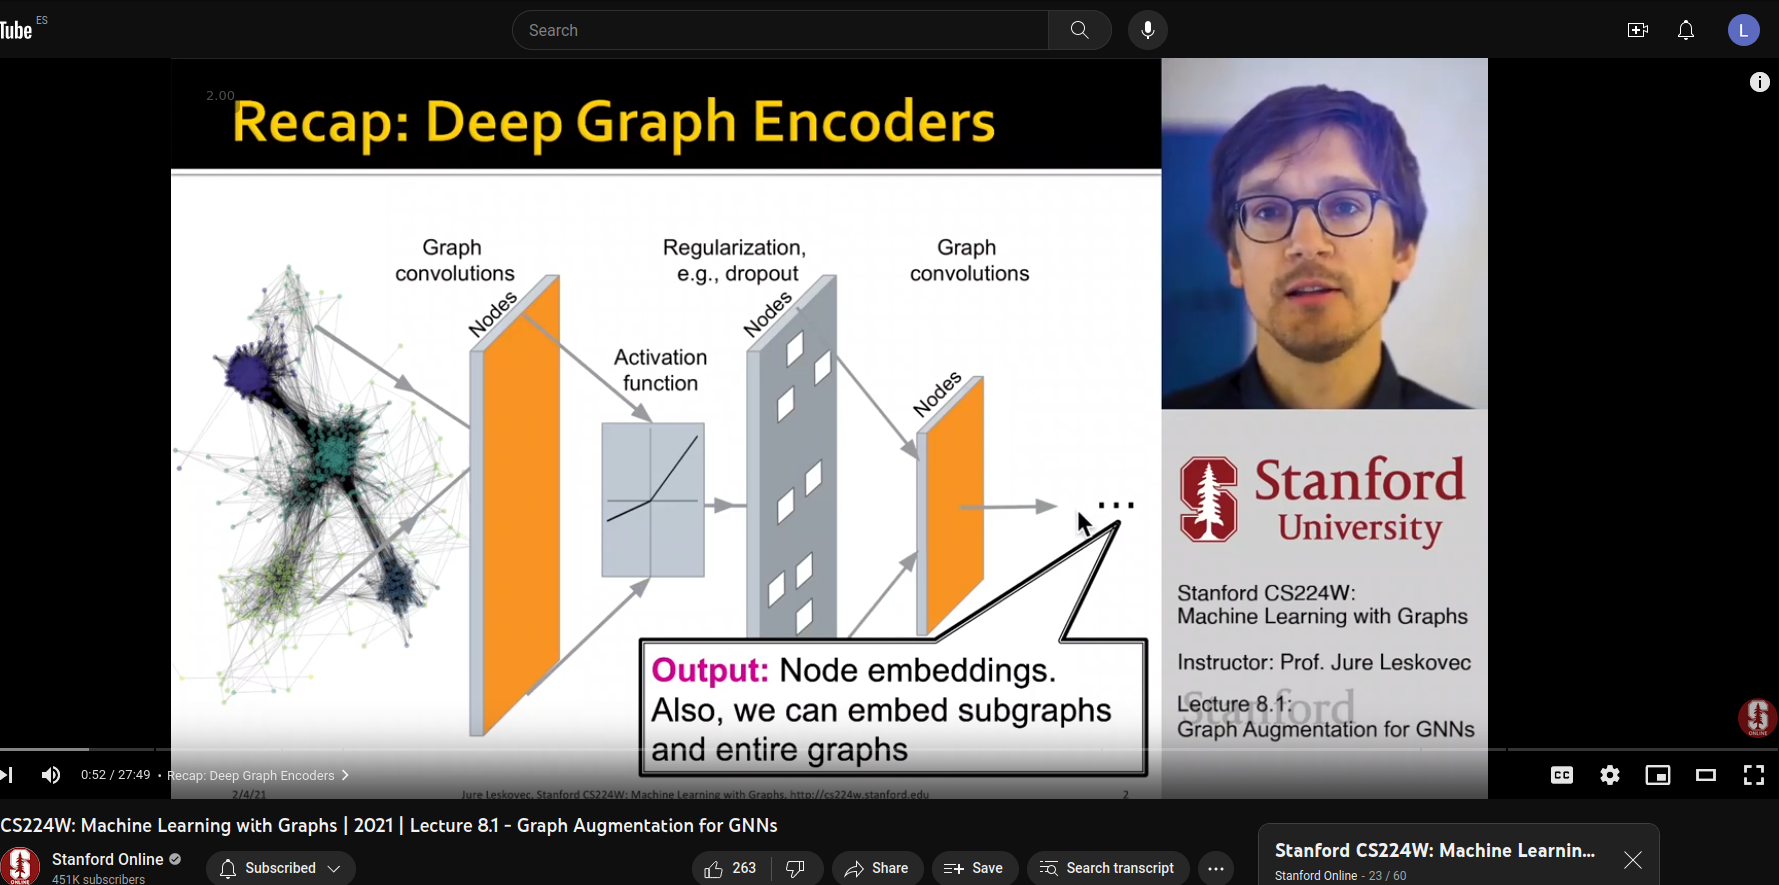 Tube ES
Search
L
2.00
Recap: Deep Graph Encoders
Graph
convolutions
Regularization,
e.g., dropout
Graph
convolutions
Nodes
Nodes
Activation
function
Nodes
...
Output: Node embeddings.
Also, we can embed subgraphs
and entire graphs
Stanford
University
Stanford CS224W:
Machine Learning with Graphs
Instructor: Prof. Jure Leskovec
Stanford
Lecture 8.1:
Graph Augmentation for GNNs
ONLINE
0:52 / 27:49 • Recap: Deep Graph Encoders
CC
2/4/21
Jure Leskovec, Stanford CS224W: Machine Learning with Graphs, http://cs224w.stanford.edu
2
CS224W: Machine Learning with Graphs | 2021 | Lecture 8.1 - Graph Augmentation for GNNs
Stanford Online
451K subscribers
ONLINE
Subscribed
263
Share
Save
Search transcript
Stanford CS224W: Machine Learnin...
Stanford Online - 23 / 60